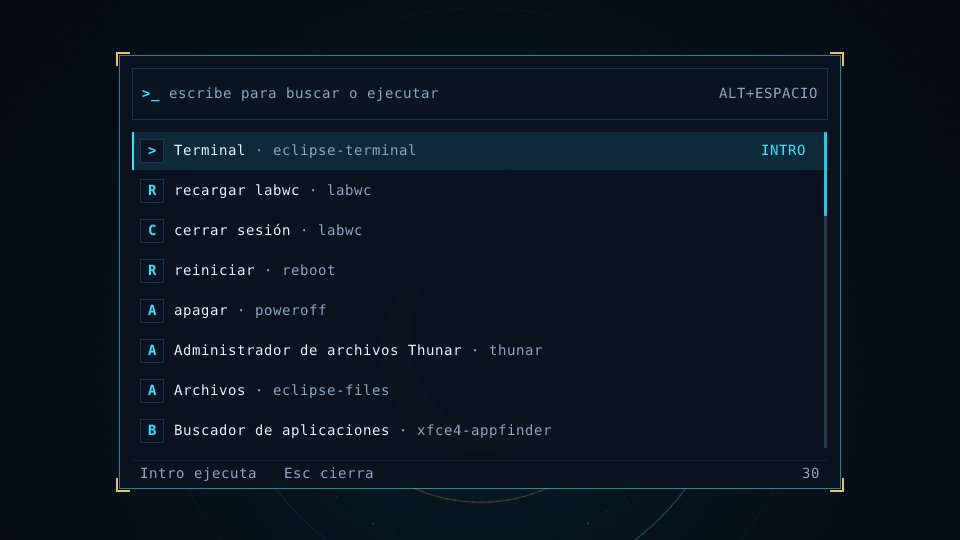 >_ escribe para buscar o ejecutar ALT+ESPACIO
> Terminal · eclipse-terminal INTRO
R recargar labwc · labwc
C cerrar sesión · labwc
R reiniciar · reboot
A apagar · poweroff
A Administrador de archivos Thunar · thunar
A Archivos · eclipse-files
B Buscador de aplicaciones · xfce4-appfinder
Intro ejecuta Esc cierra 30